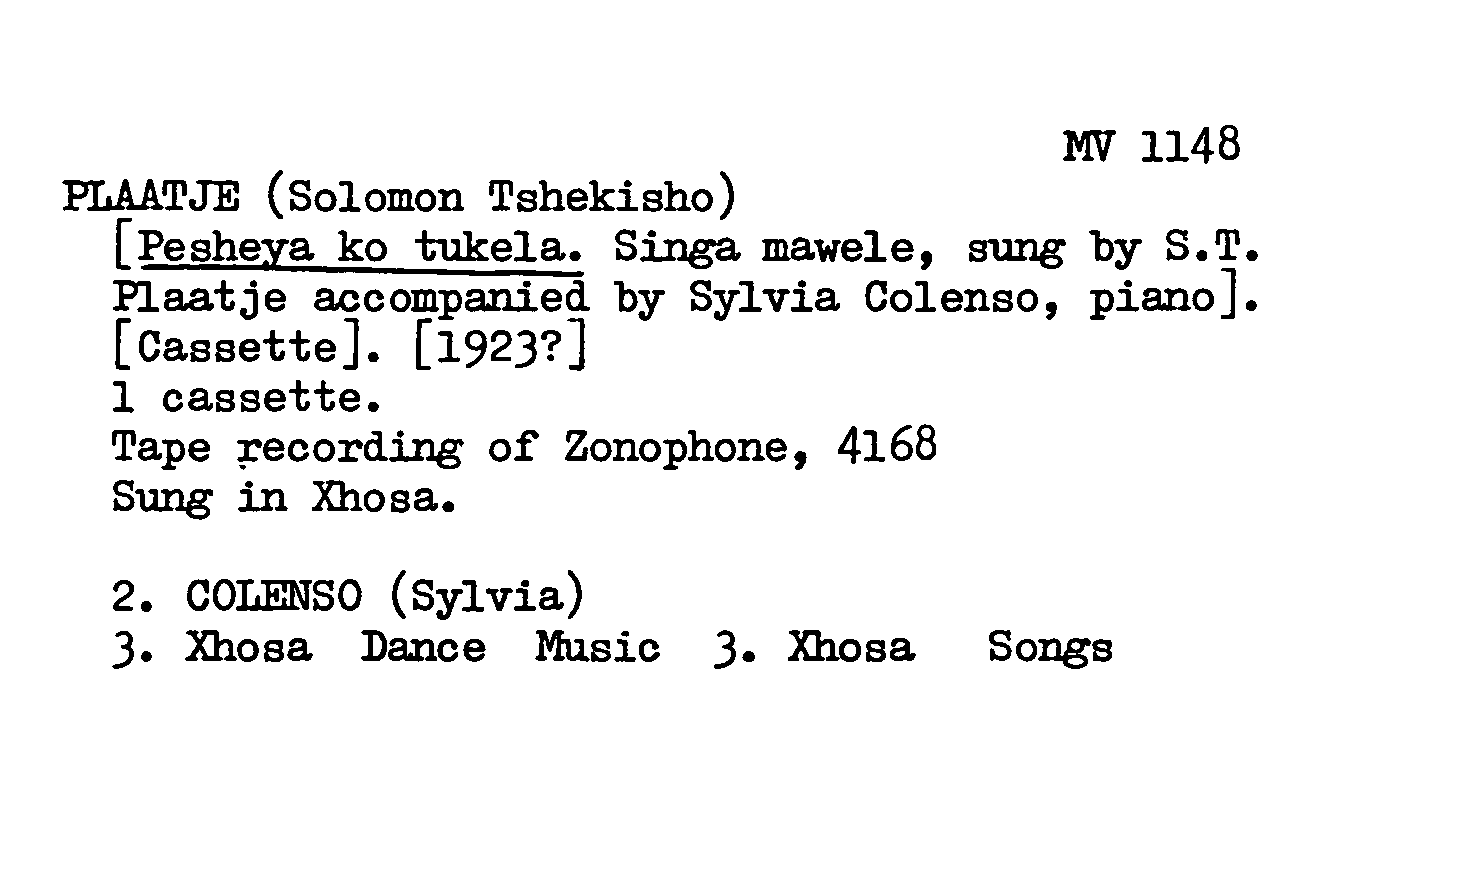 MV 1148
PLAATJE (Solomon Tshekisho)
[Pesheya ko tukela. Singa mawele, sung by S.T.
Plaatje accompanied by Sylvia Colenso, piano].
[Cassette]. [1923?]
1 cassette.
Tape recording of Zonophone, 4168
Sung in Xhosa.
2. COLENSO (Sylvia)
3. Xhosa Dance Music 3. Xhosa Songs